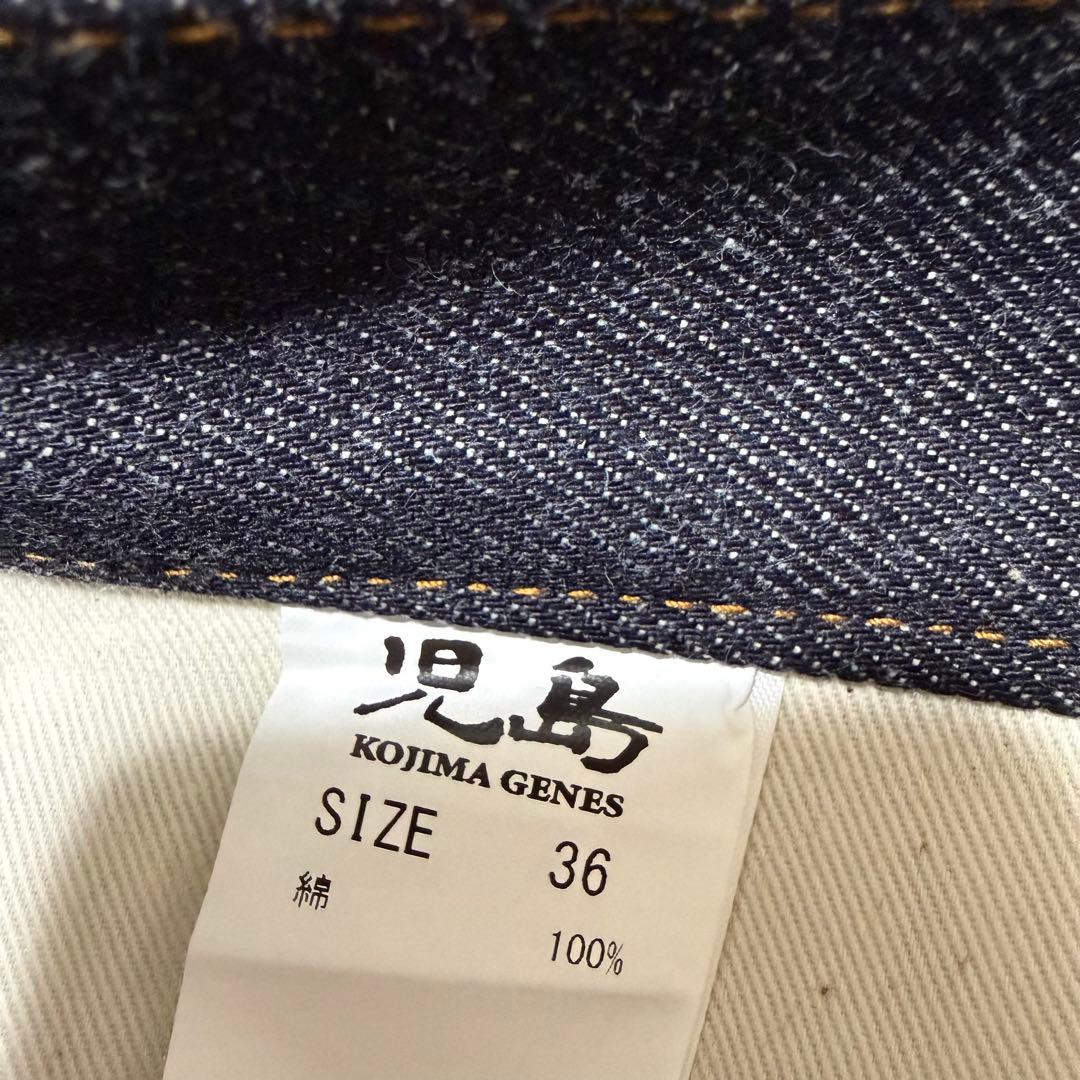 児島
KOJIMA GENES
SIZE 36
綿 100%